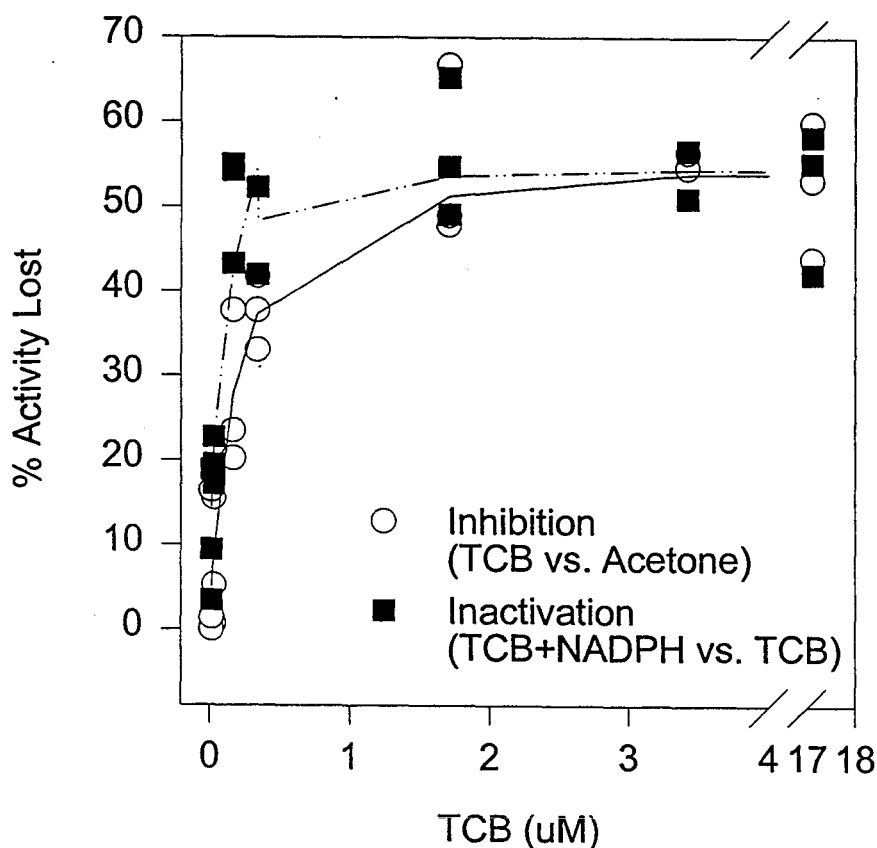 70
60
50
40
30
20
10
0
% Activity Lost
Inhibition
(TCB vs. Acetone)
Inactivation
(TCB+NADPH vs. TCB)
0 1 2 3 4 17 18
TCB (uM)